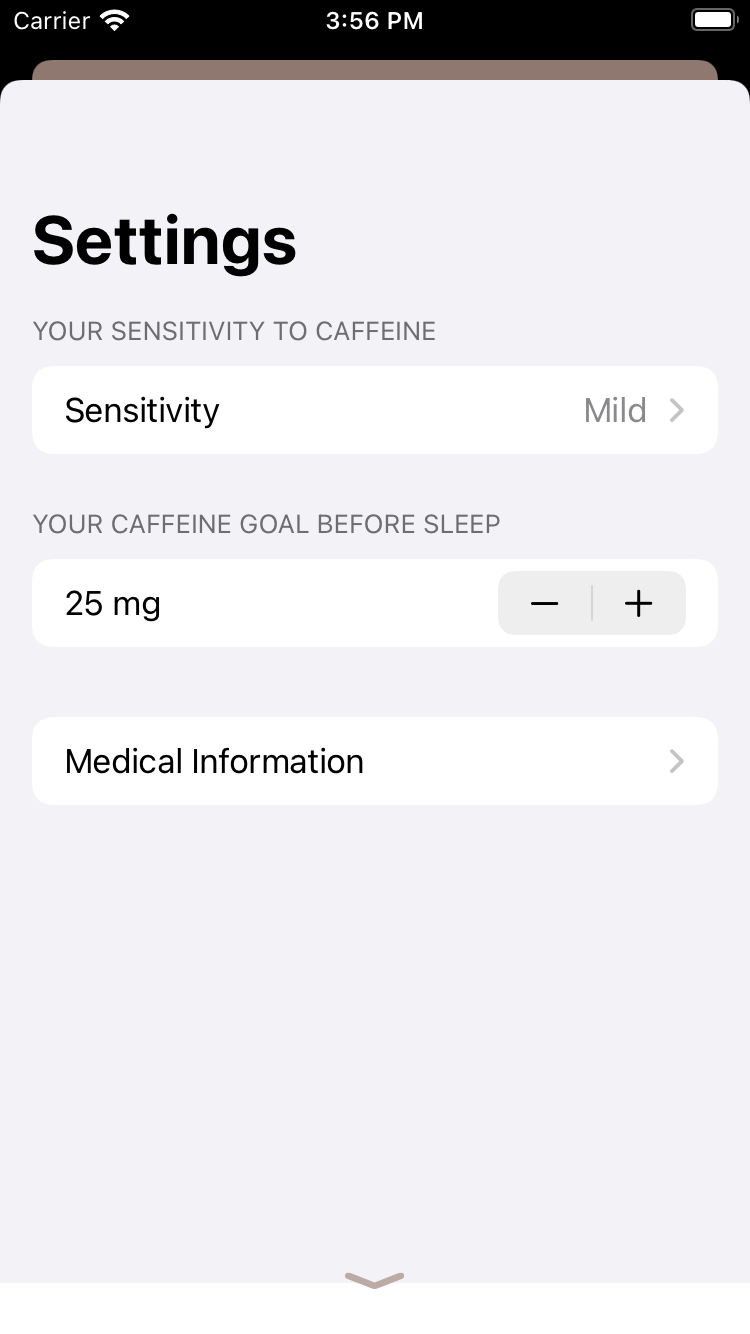 Carrier 3:56 PM
Settings
YOUR SENSITIVITY TO CAFFEINE
Sensitivity Mild
YOUR CAFFEINE GOAL BEFORE SLEEP
25 mg
Medical Information